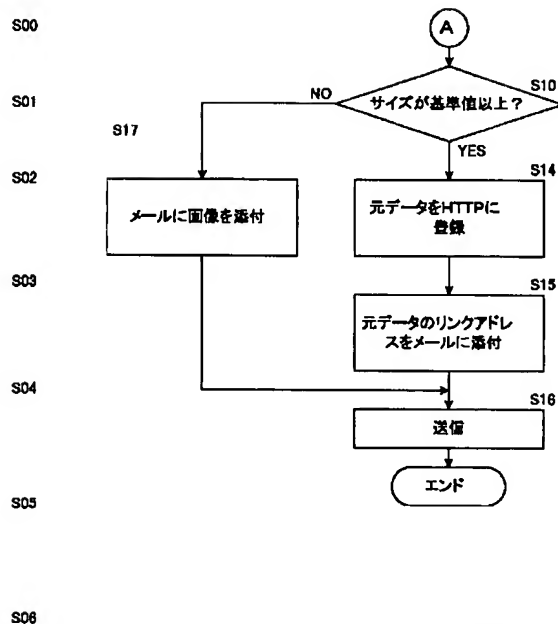 S00
A
S10
サイズが基準値以上?
S01
NO
S17
YES
S02
S14
メールに画像を添付
元データをHTTPに
登録
S03
S15
元データのリンクアドレ
スをメールに添付
S04
S16
送信
エンド
S05
S06